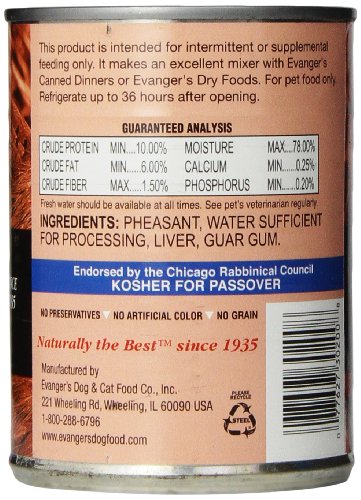 This product is intended for intermittent or supplemental
feeding only. It makes an excellent mixer with Evanger's
Canned Dinners or Evanger's Dry Foods. For pet food only.
Refrigerate up to 36 hours after opening.
GUARANTEED ANALYSIS
CRUDE PROTEIN MIN....10.00% MOISTURE MAX....78.00%
CRUDE FAT MIN......6.00% CALCIUM MIN......0.25%
CRUDE FIBER MAX.....1.50% PHOSPHORUS MIN......0.20%
Fresh water should be available at all times. See pet's veterinarian regularly.
INGREDIENTS: PHEASANT, WATER SUFFICIENT
FOR PROCESSING, LIVER, GUAR GUM.
Endorsed by the Chicago Rabbinical Council
KOSHER FOR PASSOVER
NO PRESERVATIVES NO ARTIFICIAL COLOR NO GRAIN
Naturally the Best™ since 1935
Manufactured by
Evanger's Dog & Cat Food Co., Inc.
221 Wheeling Rd, Wheeling, IL 60090 USA
1-800-288-6796
www.evangersdogfood.com
PLEASE
RECYCLE
STEEL